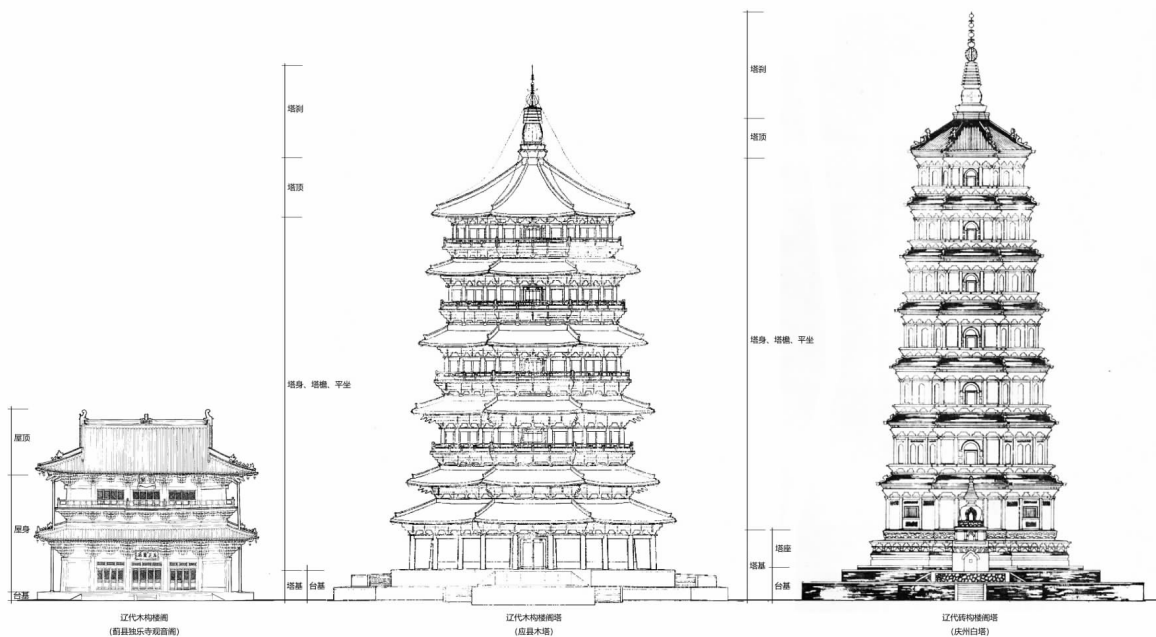 屋顶
屋身
台基
辽代木构楼阁
(蓟县独乐寺观音阁)
塔刹
塔顶
塔身、塔檐、平坐
塔基
台基
辽代木构楼阁塔
(应县木塔)
塔刹
塔顶
塔身、塔檐、平坐
塔座
塔基
台基
辽代砖构楼阁塔
(庆州白塔)